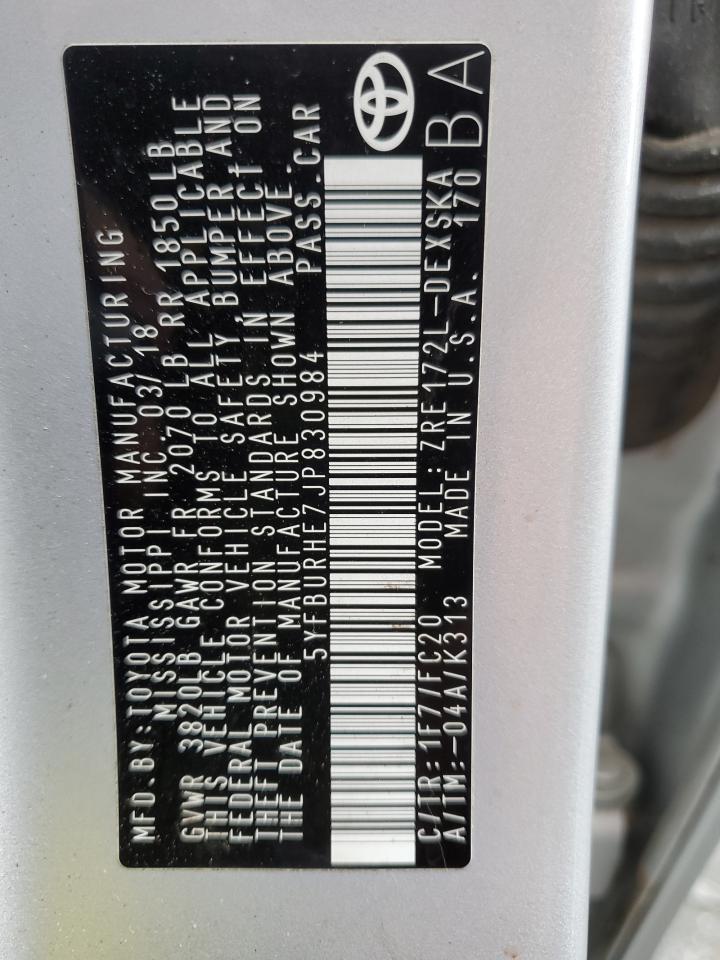 MFD.BY:TOYOTA MOTOR MANUFACTURING
MISSISSIPPI INC.03/18
GVWR 3820LB GAWR FR 2070LB RR 1850LB
THIS VEHICLE CONFORMS TO ALL APPLICABLE
FEDERAL MOTOR VEHICLE SAFETY,BUMPER AND
THEFT PREVENTION STANDARDS IN EFFECT ON
THE DATE OF MANUFACTURE SHOWN ABOVE.
5YFBURHE7JP830984 PASS.CAR
C/TR:1F7/FC20 MODEL:ZRE172L-DEXSKA
A/TM:-04A/K313 MADE IN U.S.A. 170
BA